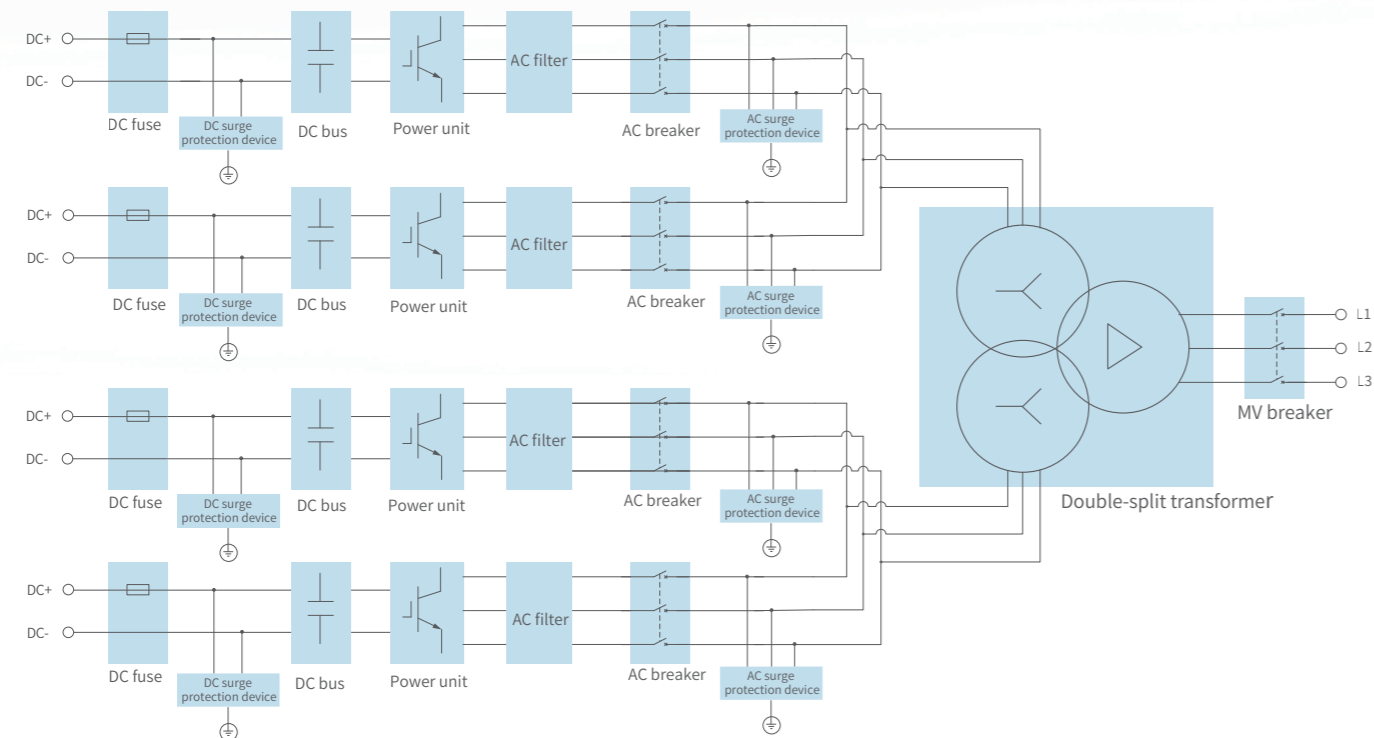 DC+
DC-
DC fuse
DC surge
protection device
DC bus
Power unit
AC filter
AC breaker
AC surge
protection device
DC+
DC-
DC fuse
DC surge
protection device
DC bus
Power unit
AC filter
AC breaker
AC surge
protection device
DC+
DC-
DC fuse
DC surge
protection device
DC bus
Power unit
AC filter
AC breaker
AC surge
protection device
DC+
DC-
DC fuse
DC surge
protection device
DC bus
Power unit
AC filter
AC breaker
AC surge
protection device
Double-split transformer
L1
L2
L3
MV breaker